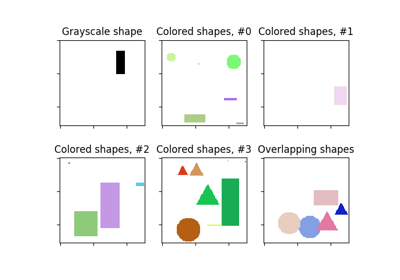 Grayscale shape
Colored shapes, #0
Colored shapes, #1
Colored shapes, #2
Colored shapes, #3
Overlapping shapes